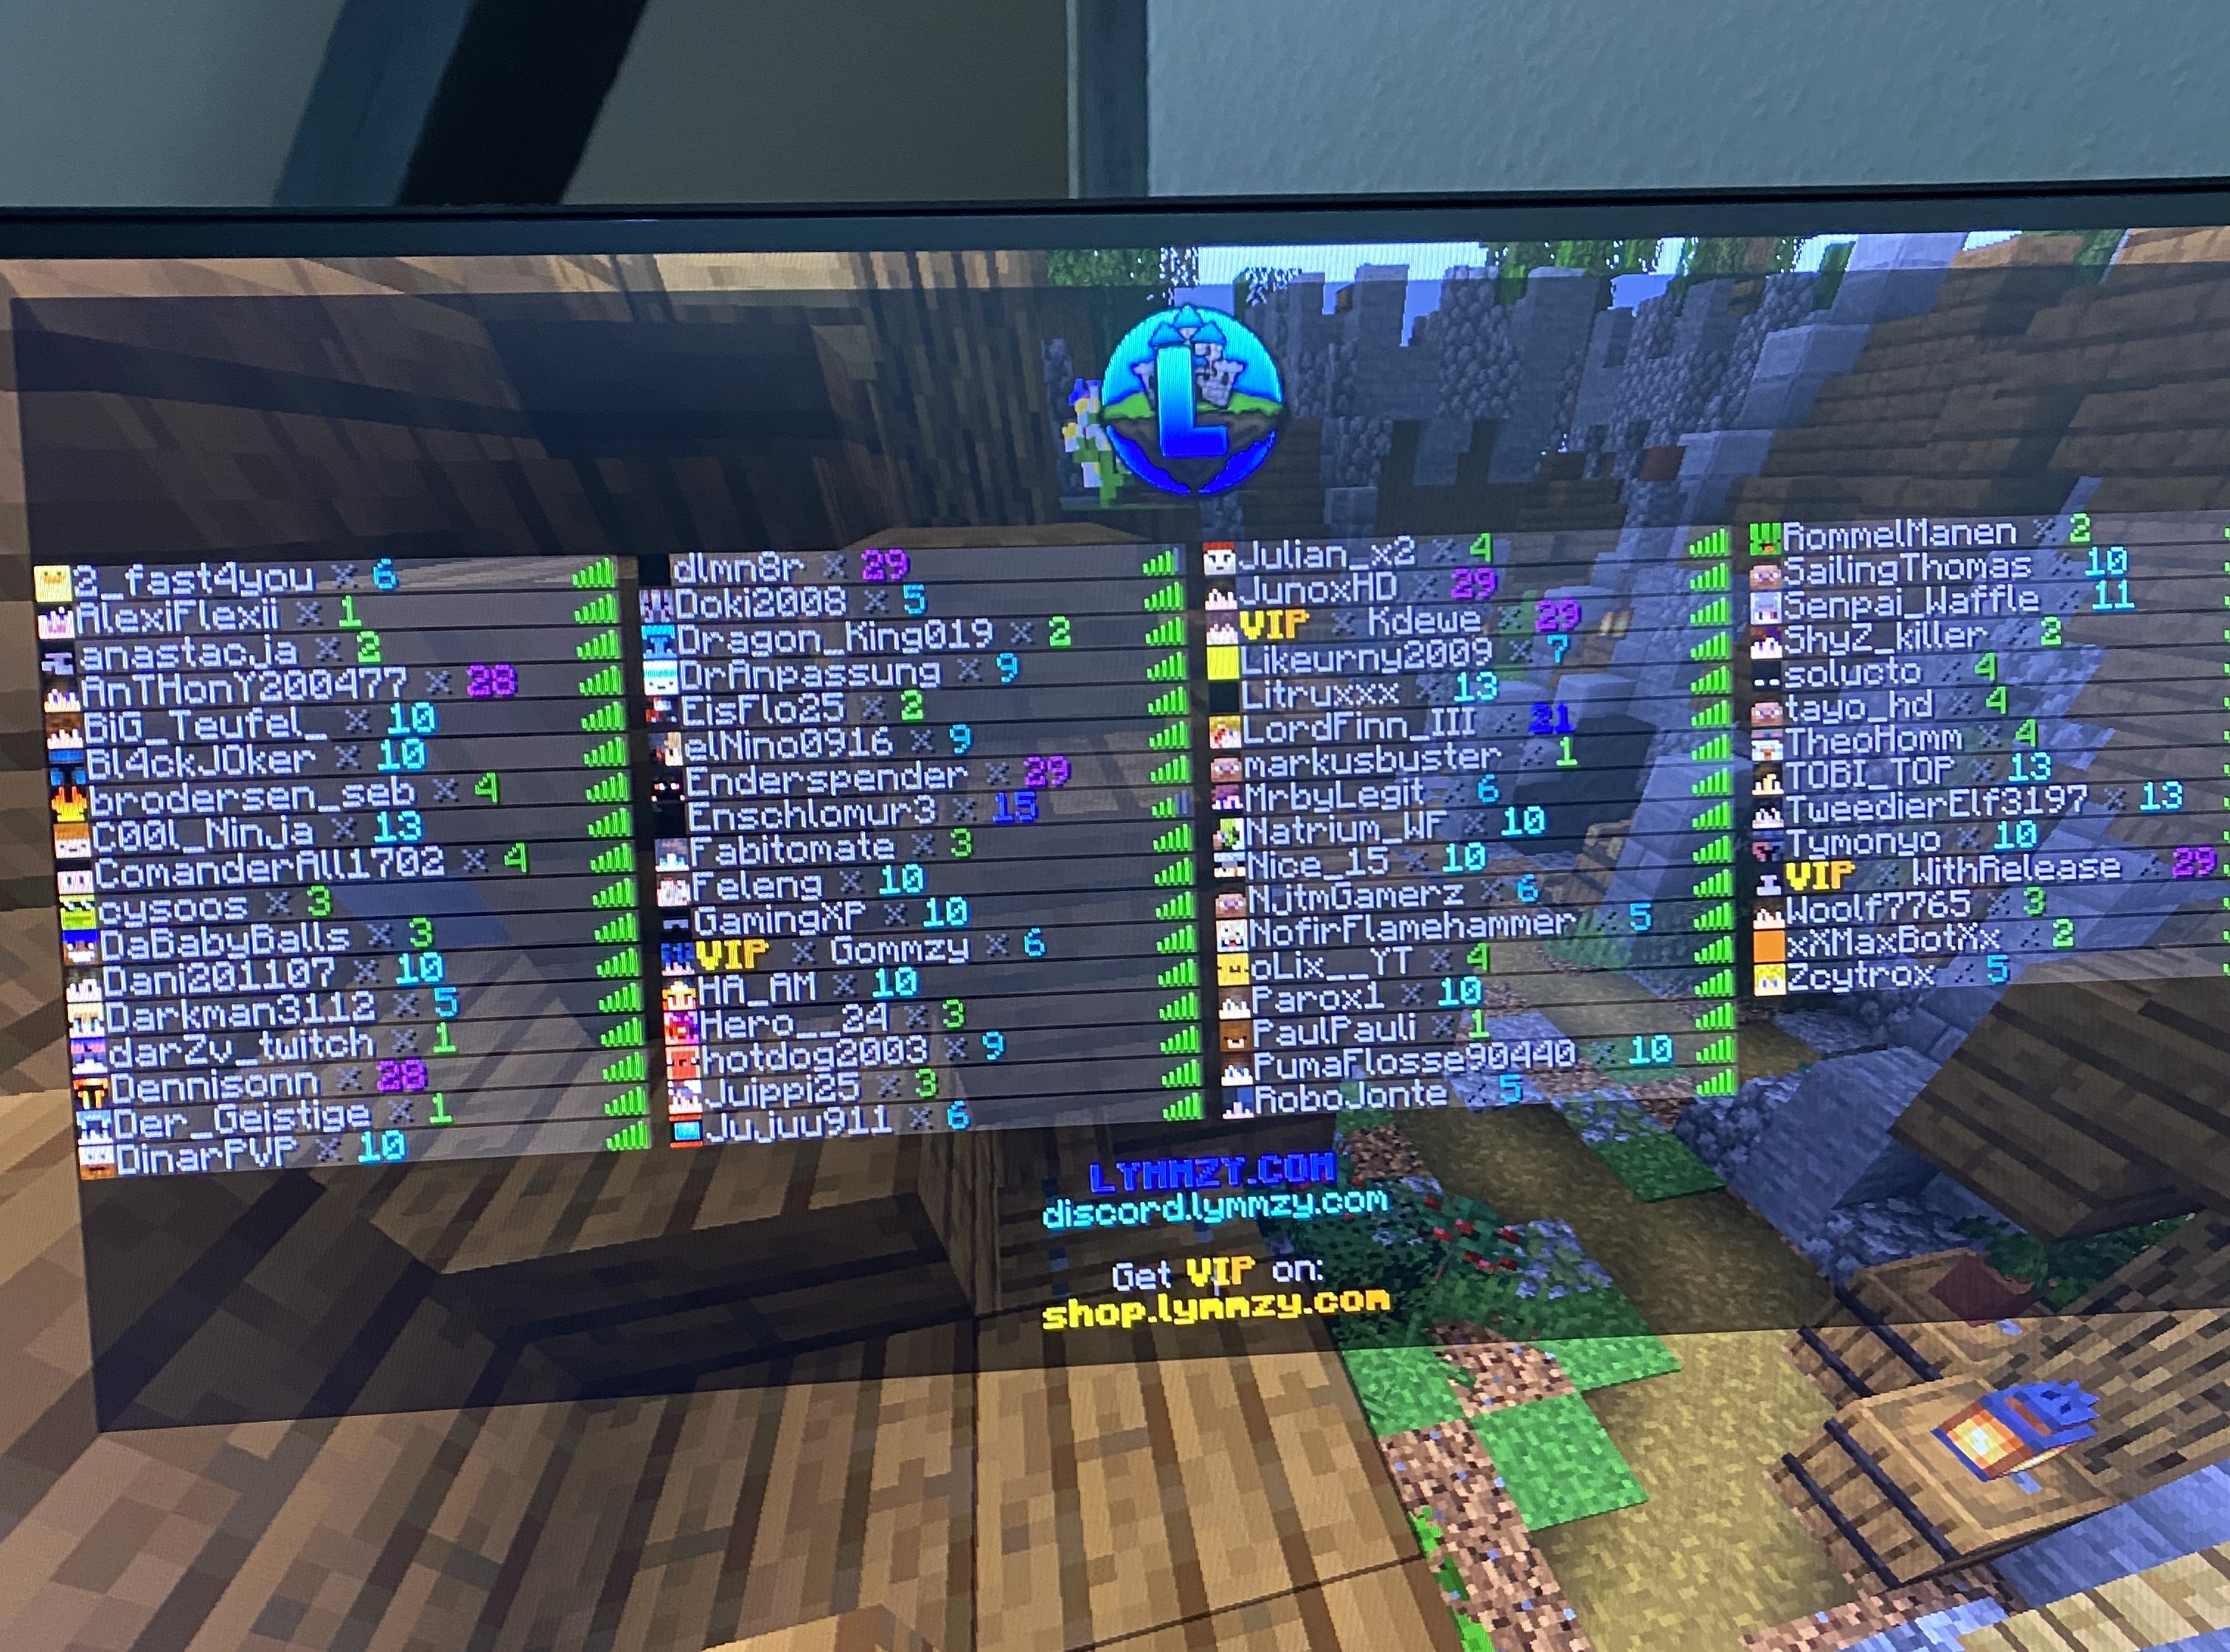 L
2_fast4you × 6
AlexiFlexii × 1
anastacja × 2
AnTHonY200477 × 28
BiG_Teufel_ × 10
Bl4ckJ0ker × 10
brodersen_seb × 4
C00l_Ninja × 13
ComanderAll1702 × 4
cysoos × 3
DaBabyBalls × 3
Dani201107 × 10
Darkman3112 × 5
darZv_twitch × 1
Dennisonn × 28
Der_Geistige × 1
DinarPVP × 10
dlmn8r × 29
Doki2008 × 5
Dragon_King019 × 2
DrAnpassung × 9
EisFlo25 × 2
elNino0916 × 9
Enderspender × 29
Enschlomur3 × 15
Fabitomate × 3
Feleng × 10
GamingXP × 10
VIP × Gommzy × 6
HA_AM × 10
Hero__24 × 3
hotdog2003 × 9
Juippi25 × 3
Jujuu911 × 6
Julian_x2 × 4
JunoxHD × 29
VIP × Kdewe × 29
Likeurny2009 × 7
Litruxxx × 13
LordFinn_III × 21
markusbuster × 1
MrbyLegit × 6
Natrium_WF × 10
Nice_15 × 10
NJtmGamerz × 6
NofirFlamehammer × 5
oLix__YT × 4
Parox1 × 10
PaulPauli × 1
PumaFlosse90440 × 10
RoboJonte × 5
RommelManen × 2
SailingThomas × 10
Senpai_Waffle × 11
ShyZ_killer × 2
solucto × 4
tayo_hd × 4
TheoHomm × 4
TOBI_TOP × 13
TweedierElf3197 × 13
Tymonyo × 10
VIP × WithRelease × 29
Woolf7765 × 3
xXMaxBotXx × 2
Zcytrox × 5
LYMMZY.COM
discord.lymmzy.com
Get VIP on:
shop.lymmzy.com